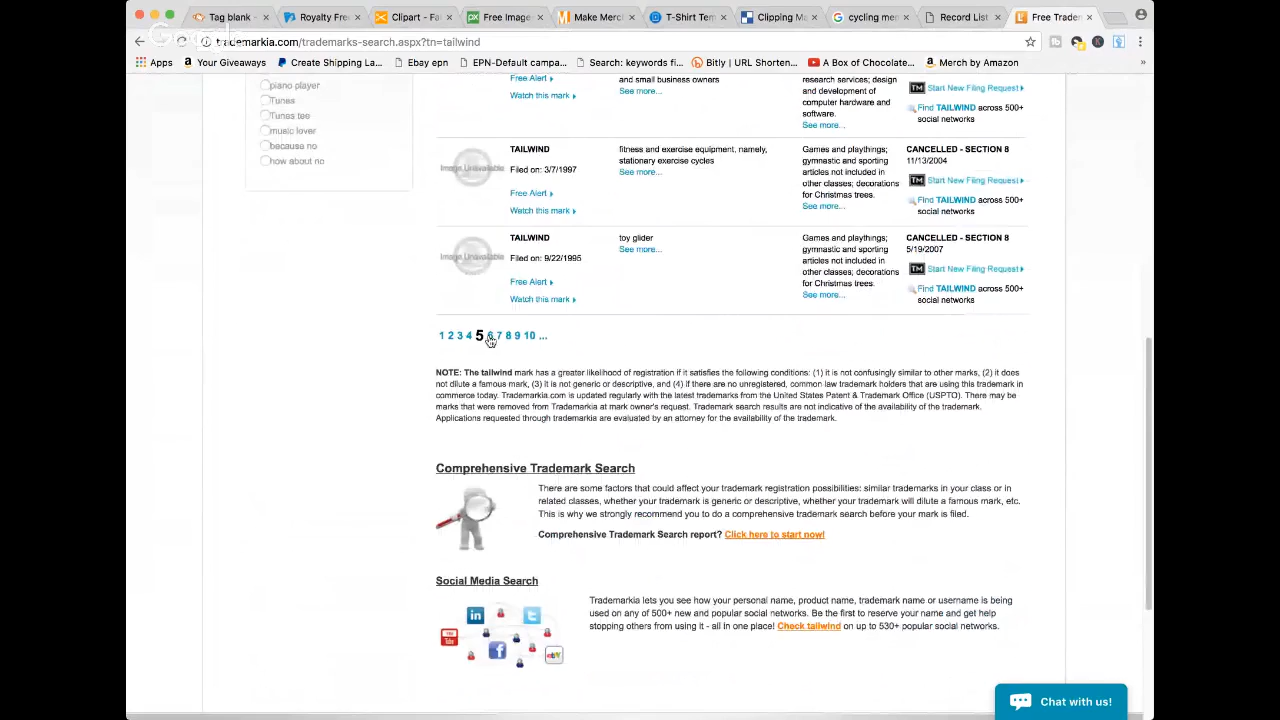 Tag blank
Royalty Fre
Clipart - Fa
Free Image
Make Merc
T-Shirt Tem
Clipping Ma
cycling mer
Record List
Free Trader
trademarkia.com/trademarks-search.aspx?tn=tailwind
Apps
Your Giveaways
Creative Shipping La...
Ebay epn
EPN-Default campa...
Search: keywords fi...
Bitly | URL Shorten...
A Box of Chocolate...
Merch by Amazon
»
piano player
Tunes
Tunas tee
music lover
because no
how about no
Free Alert
Watch this mark
and small business owners
See more...
research services; design
and development of
computer hardware and
software.
See more...
TM Start New Filing Request
Find TAILWIND across 500+
social networks
Image Unavailable
TAILWIND
Filed on: 3/7/1997
Free Alert
Watch this mark
fitness and exercise equipment, namely,
stationary exercise cycles
See more...
Games and playthings;
gymnastic and sporting
articles not included in
other classes; decorations
for Christmas trees.
See more...
CANCELLED - SECTION 8
11/13/2004
TM Start New Filing Request
Find TAILWIND across 500+
social networks
Image Unavailable
TAILWIND
Filed on: 9/22/1995
Free Alert
Watch this mark
toy glider
See more...
Games and playthings;
gymnastic and sporting
articles not included in
other classes; decorations
for Christmas trees.
See more...
CANCELLED - SECTION 8
5/19/2007
TM Start New Filing Request
Find TAILWIND across 500+
social networks
1 2 3 4 5 6 7 8 9 10 ...
NOTE: The tailwind mark has a greater likelihood of registration if it satisfies the following conditions: (1) it is not confusingly similar to other marks, (2) it does
not dilute a famous mark, (3) it is not generic or descriptive, and (4) if there are no unregistered, common law trademark holders that are using this trademark in
commerce today. Trademarkia.com is updated regularly with the latest trademarks from the United States Patent & Trademark Office (USPTO). There may be
marks that were removed from Trademarkia at mark owner's request. Trademark search results are not indicative of the availability of the trademark.
Applications requested through trademarkia are evaluated by an attorney for the availability of the trademark.
Comprehensive Trademark Search
There are some factors that could affect your trademark registration possibilities: similar trademarks in your class or in
related classes, whether your trademark is generic or descriptive, whether your trademark will dilute a famous mark, etc.
This is why we strongly recommend you to do a comprehensive trademark search before your mark is filed.
Comprehensive Trademark Search report? Click here to start now!
Social Media Search
Trademarkia lets you see how your personal name, product name, trademark name or username is being
used on any of 500+ new and popular social networks. Be the first to reserve your name and get help
stopping others from using it - all in one place! Check tailwind on up to 530+ popular social networks.
Chat with us!